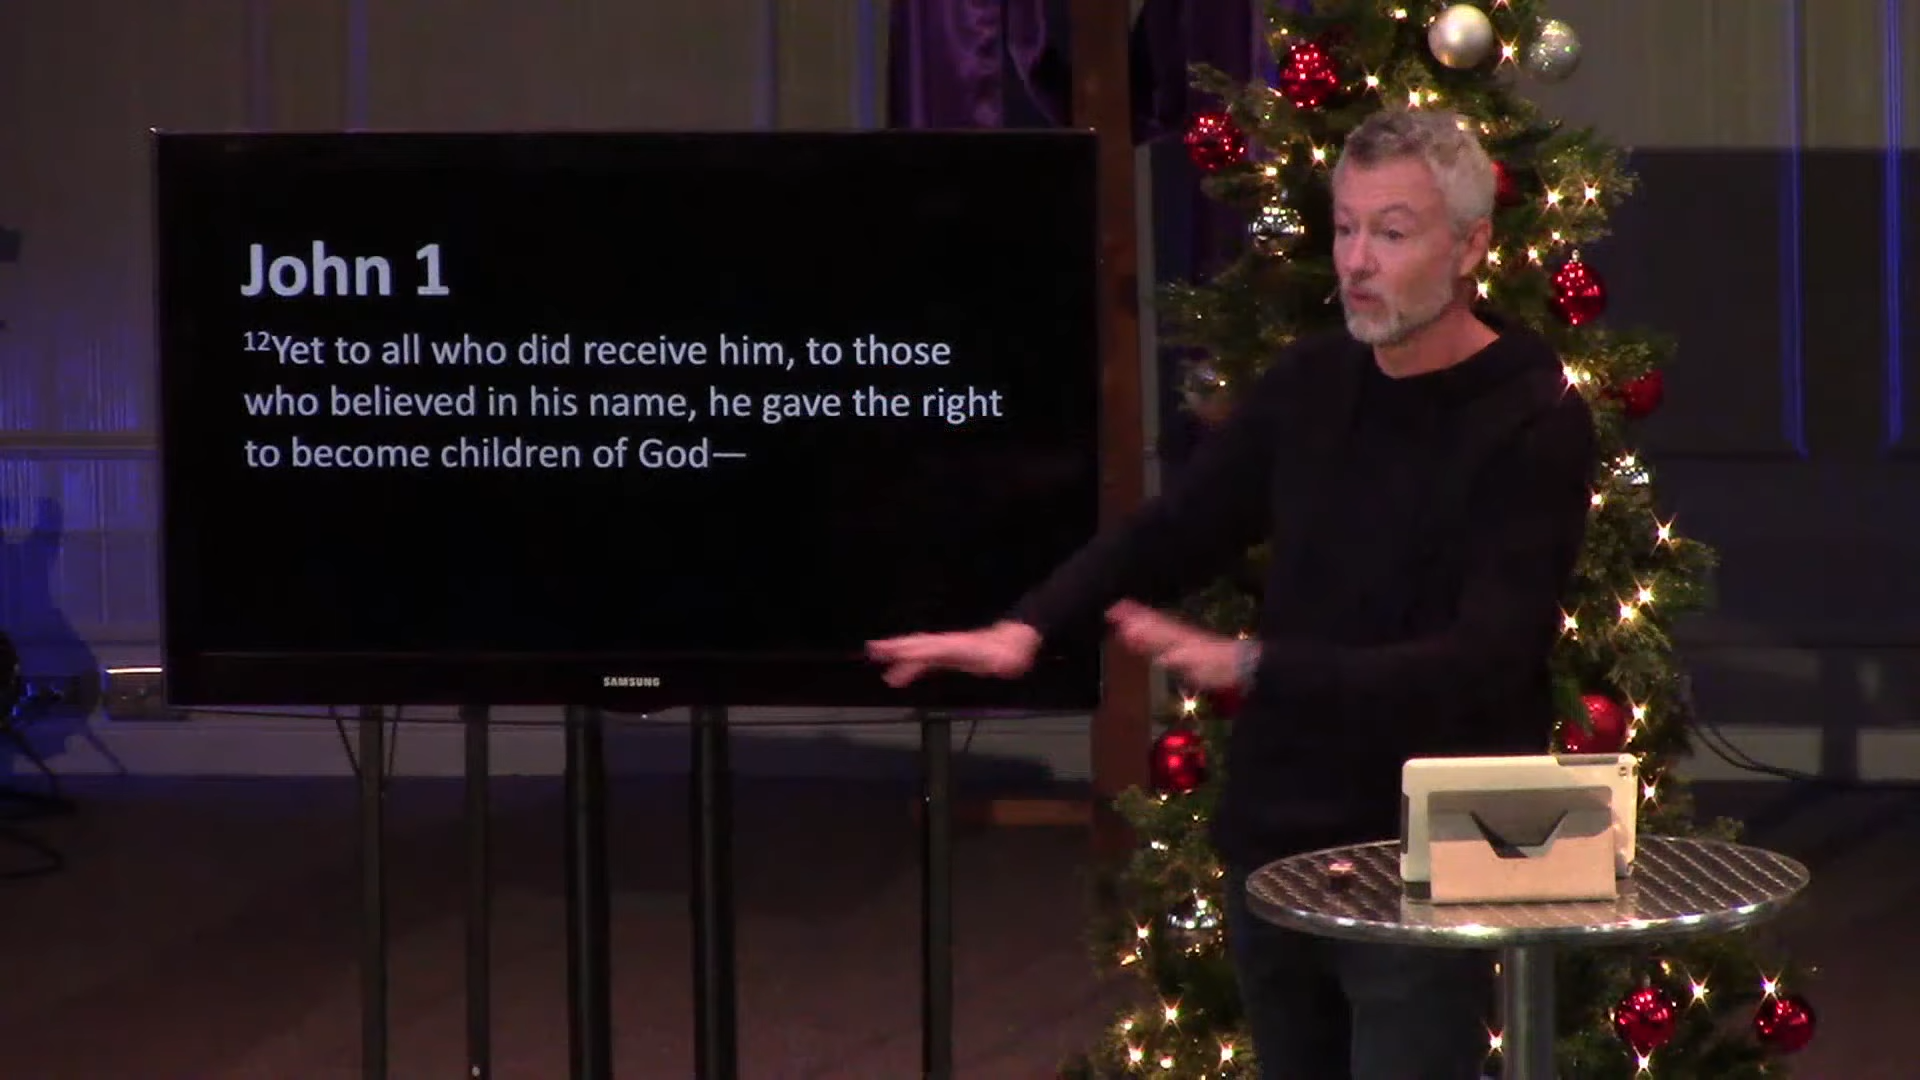 John 1
¹²Yet to all who did receive him, to those
who believed in his name, he gave the right
to become children of God—
SAMSUNG